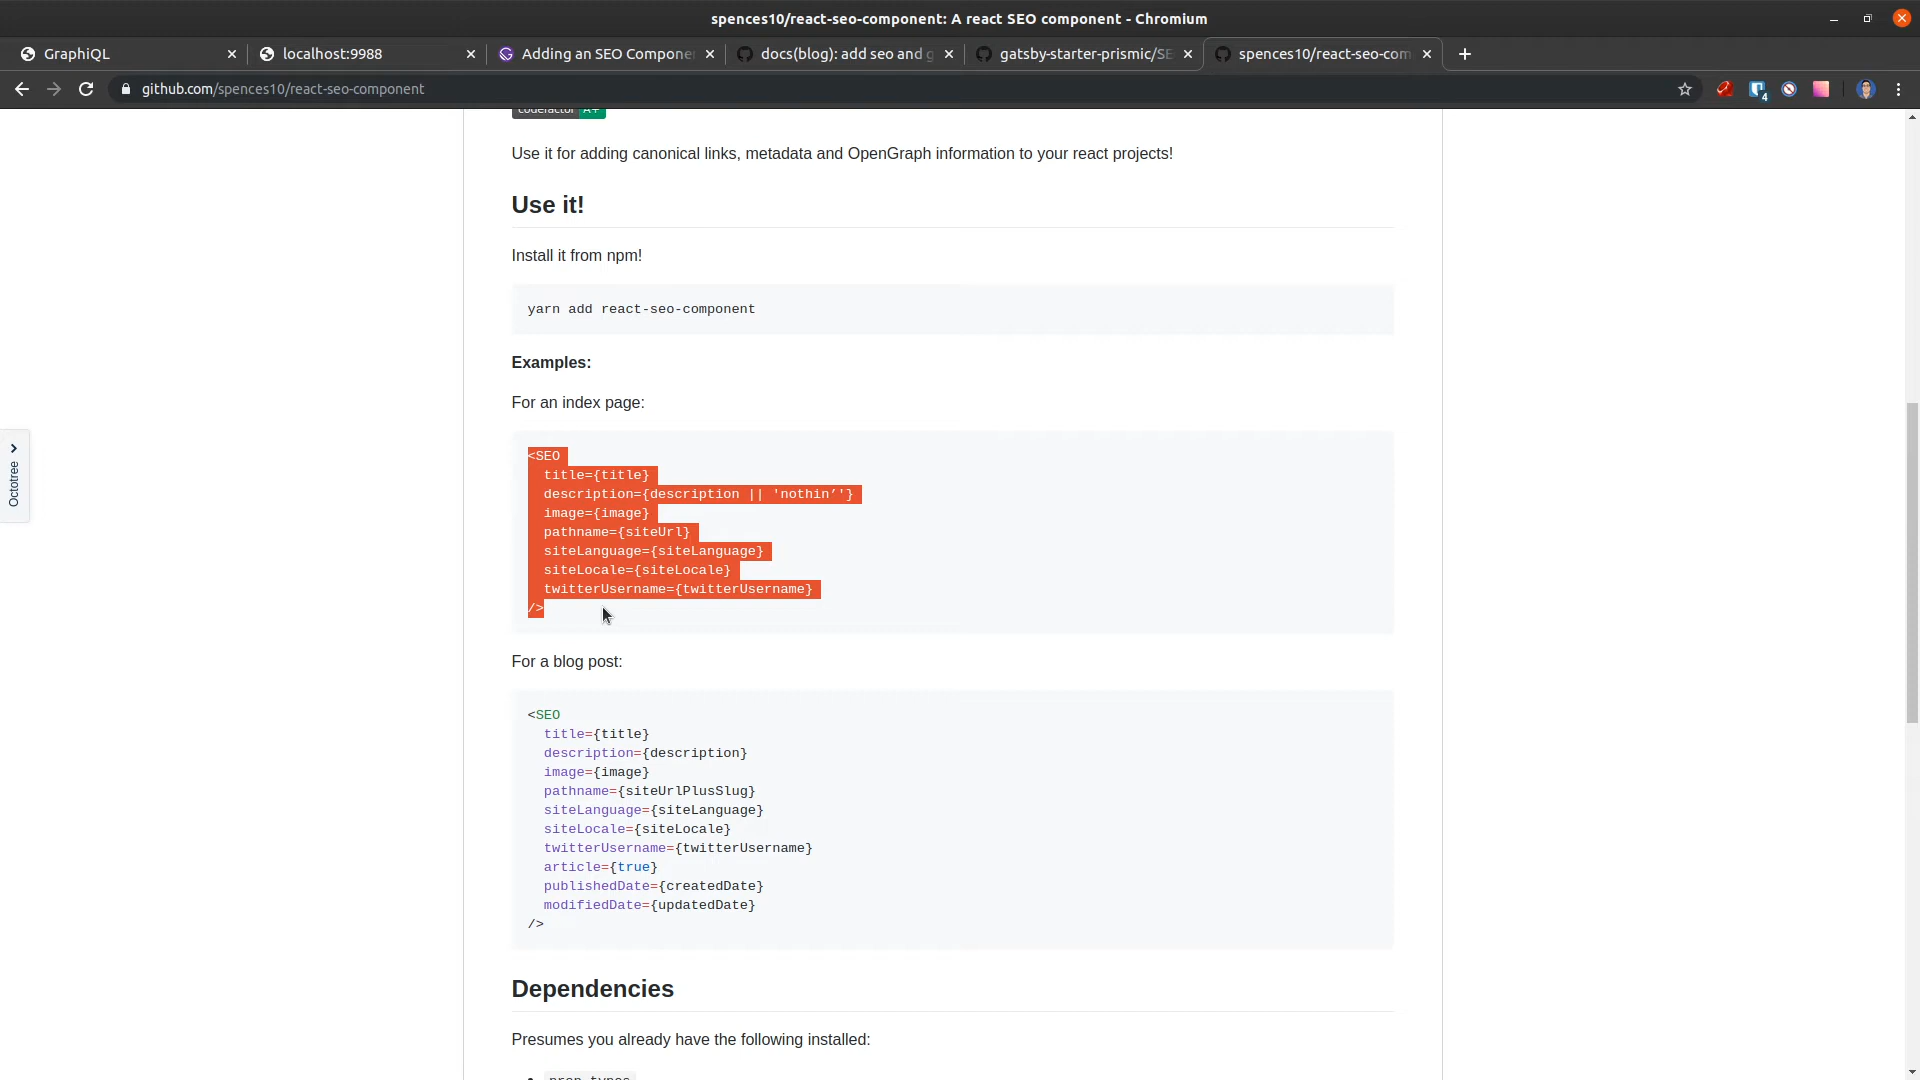 spences10/react-seo-component: A react SEO component - Chromium
GraphiQL
localhost:9988
Adding an SEO Compone
docs(blog): add seo and g
gatsby-starter-prismic/SE
spences10/react-seo-com
github.com/spences10/react-seo-component
4
codefactor A+
Use it for adding canonical links, metadata and OpenGraph information to your react projects!
Use it!
Install it from npm!
yarn add react-seo-component
Examples:
For an index page:
<SEO
title={title}
description={description || 'nothin’'}
image={image}
pathname={siteUrl}
siteLanguage={siteLanguage}
siteLocale={siteLocale}
twitterUsername={twitterUsername}
/>
Octotree
For a blog post:
<SEO
title={title}
description={description}
image={image}
pathname={siteUrlPlusSlug}
siteLanguage={siteLanguage}
siteLocale={siteLocale}
twitterUsername={twitterUsername}
article={true}
publishedDate={createdDate}
modifiedDate={updatedDate}
/>
Dependencies
Presumes you already have the following installed:
prop-types